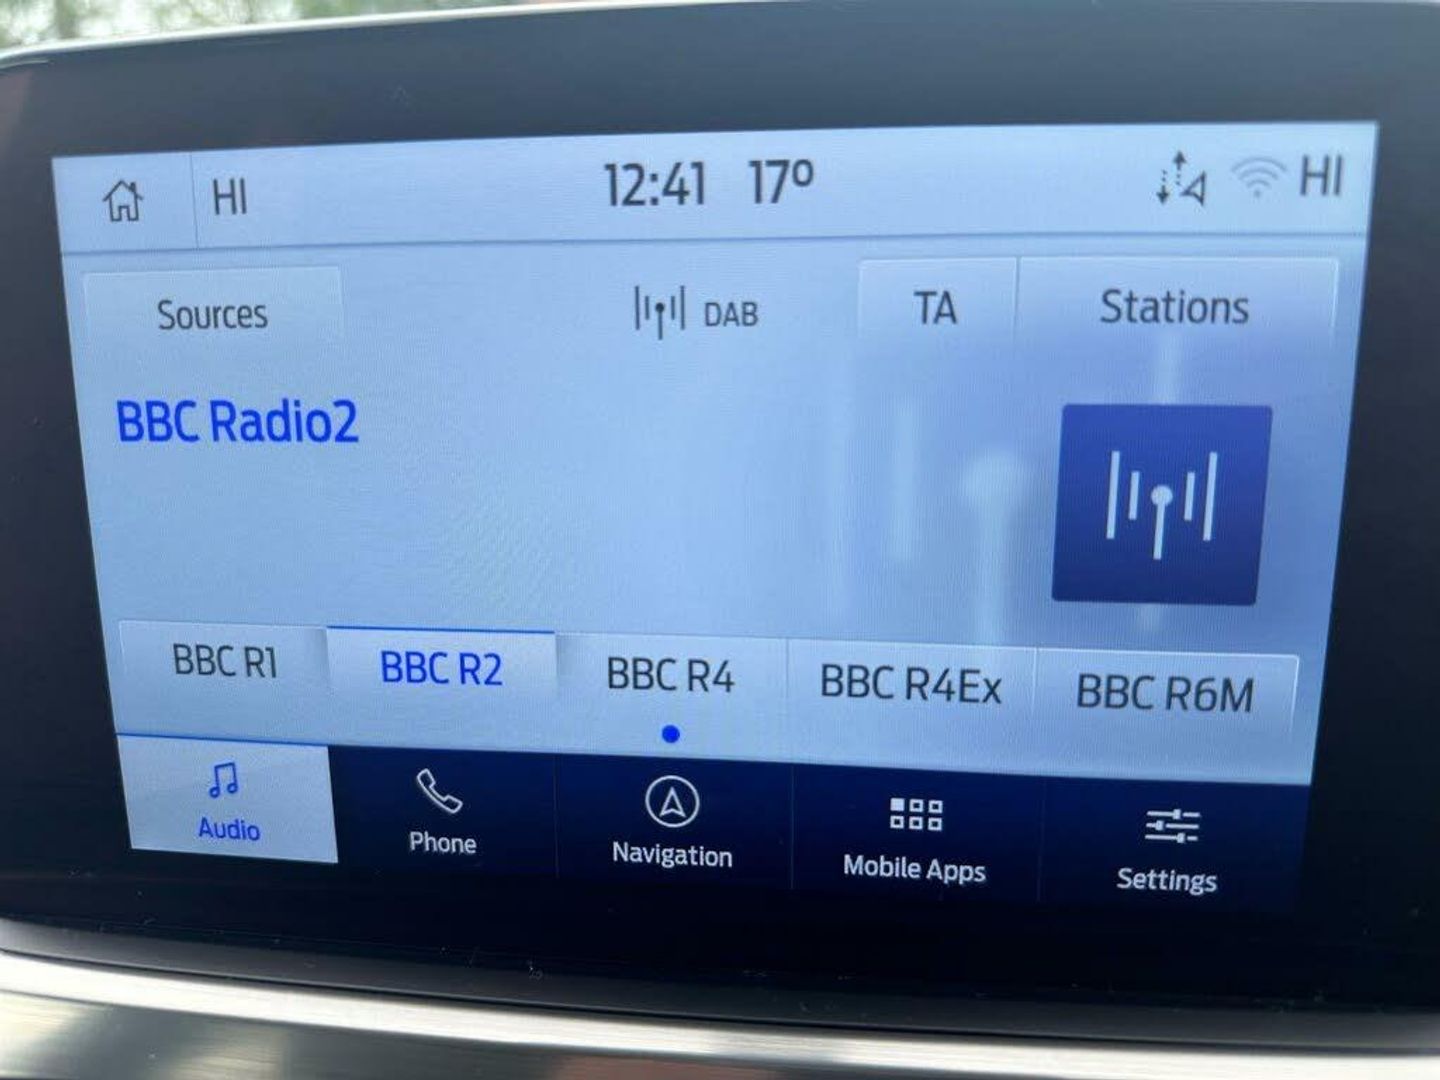 HI 12:41 17° HI
Sources DAB TA Stations
BBC Radio2
BBC R1 BBC R2 BBC R4 BBC R4Ex BBC R6M
Audio Phone Navigation Mobile Apps Settings